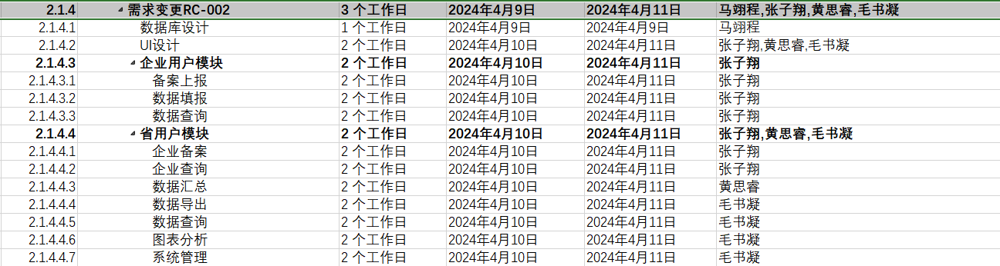 2.1.4 需求变更RC-002 3 个工作日 2024年4月9日 2024年4月11日 马翊程,张子翔,黄思睿,毛书凝
2.1.4.1 数据库设计 1 个工作日 2024年4月9日 2024年4月9日 马翊程
2.1.4.2 UI设计 2 个工作日 2024年4月10日 2024年4月11日 张子翔,黄思睿,毛书凝
2.1.4.3 企业用户模块 2 个工作日 2024年4月10日 2024年4月11日 张子翔
2.1.4.3.1 备案上报 2 个工作日 2024年4月10日 2024年4月11日 张子翔
2.1.4.3.2 数据填报 2 个工作日 2024年4月10日 2024年4月11日 张子翔
2.1.4.3.3 数据查询 2 个工作日 2024年4月10日 2024年4月11日 张子翔
2.1.4.4 省用户模块 2 个工作日 2024年4月10日 2024年4月11日 张子翔,黄思睿,毛书凝
2.1.4.4.1 企业备案 2 个工作日 2024年4月10日 2024年4月11日 张子翔
2.1.4.4.2 企业查询 2 个工作日 2024年4月10日 2024年4月11日 张子翔
2.1.4.4.3 数据汇总 2 个工作日 2024年4月10日 2024年4月11日 黄思睿
2.1.4.4.4 数据导出 2 个工作日 2024年4月10日 2024年4月11日 毛书凝
2.1.4.4.5 数据查询 2 个工作日 2024年4月10日 2024年4月11日 毛书凝
2.1.4.4.6 图表分析 2 个工作日 2024年4月10日 2024年4月11日 毛书凝
2.1.4.4.7 系统管理 2 个工作日 2024年4月10日 2024年4月11日 毛书凝